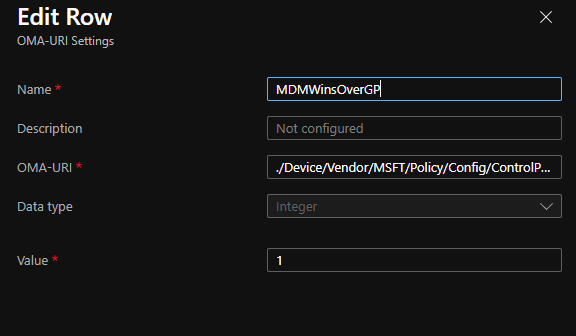 Edit Row
OMA-URI Settings
Name *
MDMWinsOverGP
Description
Not configured
OMA-URI *
./Device/Vendor/MSFT/Policy/Config/ControlP...
Data type
Integer
Value *
1